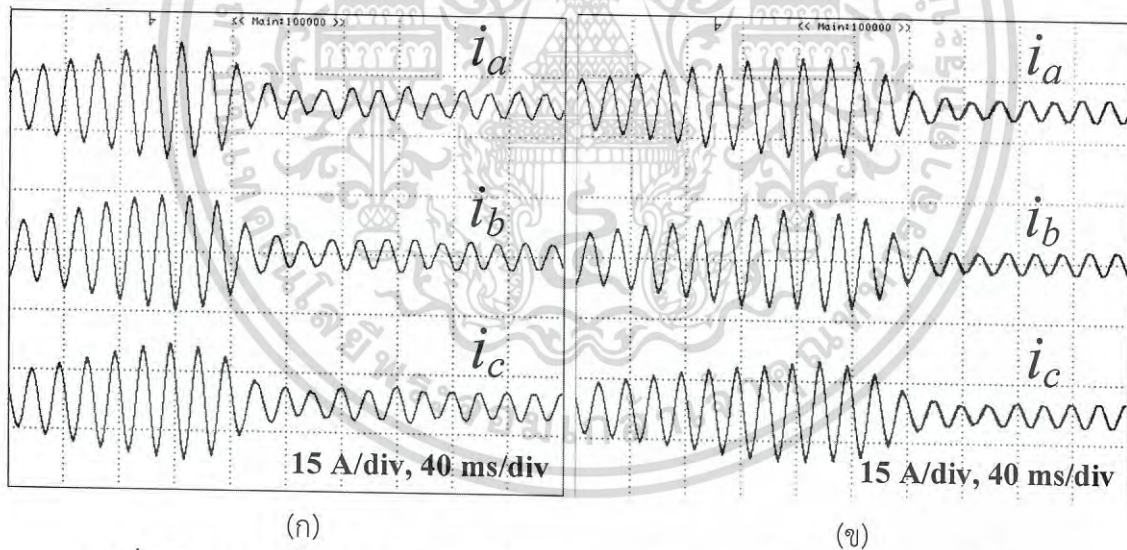 << Main:100000 >>
i_a
i_b
i_c
15 A/div, 40 ms/div
(ก)
<< Main:100000 >>
i_a
i_b
i_c
15 A/div, 40 ms/div
(ข)